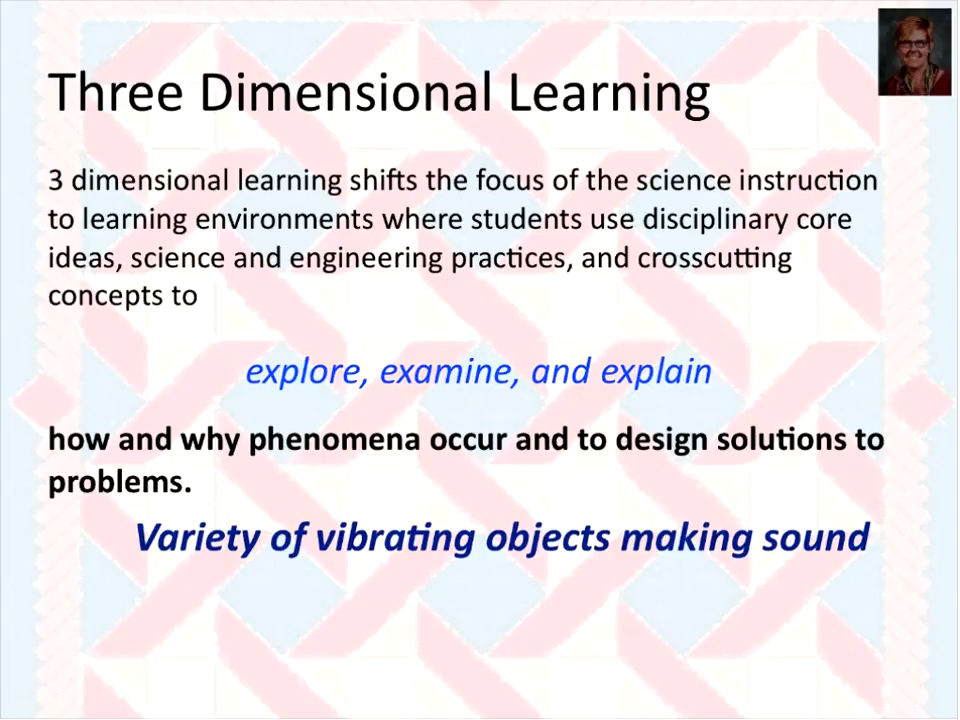 Three Dimensional Learning
3 dimensional learning shifts the focus of the science instruction
to learning environments where students use disciplinary core
ideas, science and engineering practices, and crosscutting
concepts to
explore, examine, and explain
how and why phenomena occur and to design solutions to
problems.
Variety of vibrating objects making sound